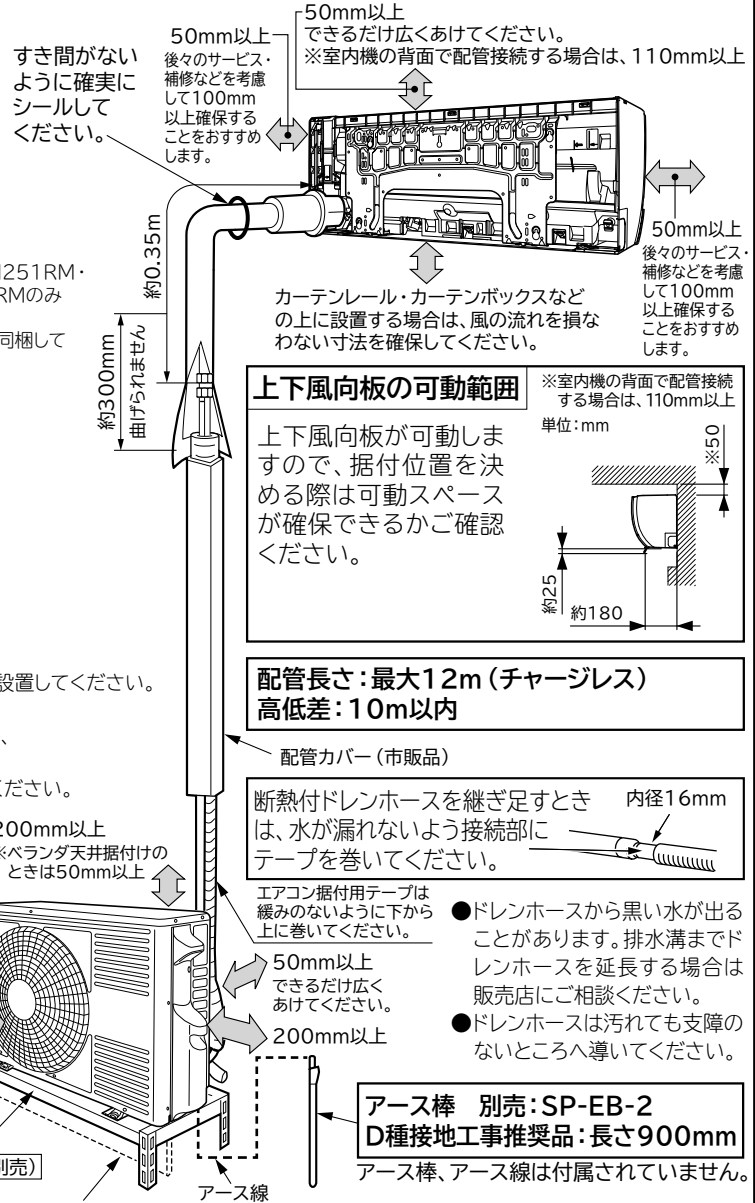 50mm以上
できるだけ広くあけてください。
※室内機の背面で配管接続する場合は、110mm以上
50mm以上
後々のサービス・
補修などを考慮
して100mm
以上確保する
ことをおすすめ
します。
すき間がない
ように確実に
シールして
ください。
50mm以上
後々のサービス・
補修などを考慮
して100mm
以上確保する
ことをおすすめ
します。
約0.35m
251RM・
RMのみ
同梱して
約300mm
曲げられません
カーテンレール・カーテンボックスなど
の上に設置する場合は、風の流れを損な
わない寸法を確保してください。
上下風向板の可動範囲
上下風向板が可動しま
すので、据付位置を決
める際は可動スペース
が確保できるかご確認
ください。
※室内機の背面で配管接続
する場合は、110mm以上
単位:mm
※50
約25
約180
設置してください。
、
ください。
配管長さ:最大12m(チャージレス)
高低差:10m以内
配管カバー(市販品)
断熱付ドレンホースを継ぎ足すとき
は、水が漏れないよう接続部に
テープを巻いてください。
内径16mm
200mm以上
※ベランダ天井据付けの
ときは50mm以上
エアコン据付用テープは
緩みのないように下から
上に巻いてください。
50mm以上
できるだけ広く
あけてください。
200mm以上
●ドレンホースから黒い水が出る
ことがあります。排水溝までド
レンホースを延長する場合は
販売店にご相談ください。
●ドレンホースは汚れても支障の
ないところへ導いてください。
アース棒 別売:SP-EB-2
D種接地工事推奨品:長さ900mm
アース棒、アース線は付属されていません。
別売)
アース線